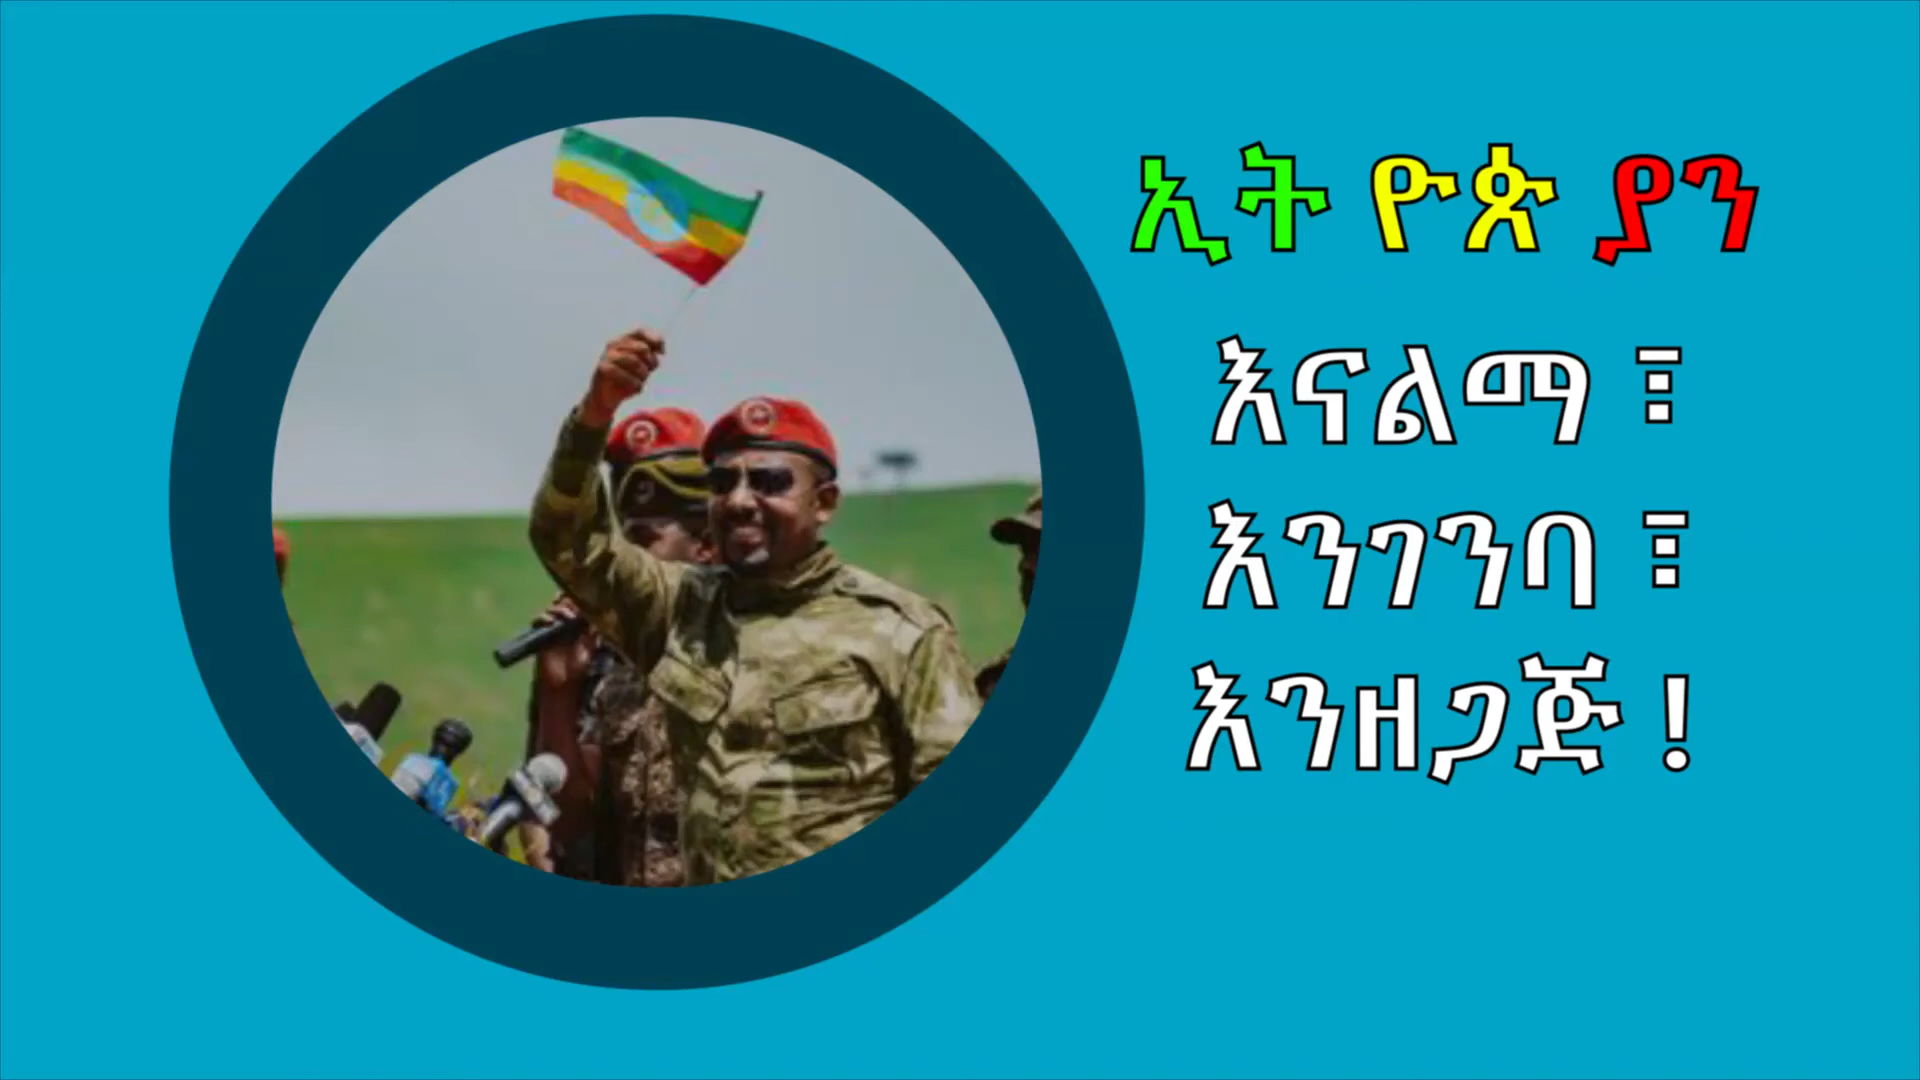 ኢት ዮጵ ያን
እናልማ ፣
እንገንባ ፣
እንዘጋጅ !